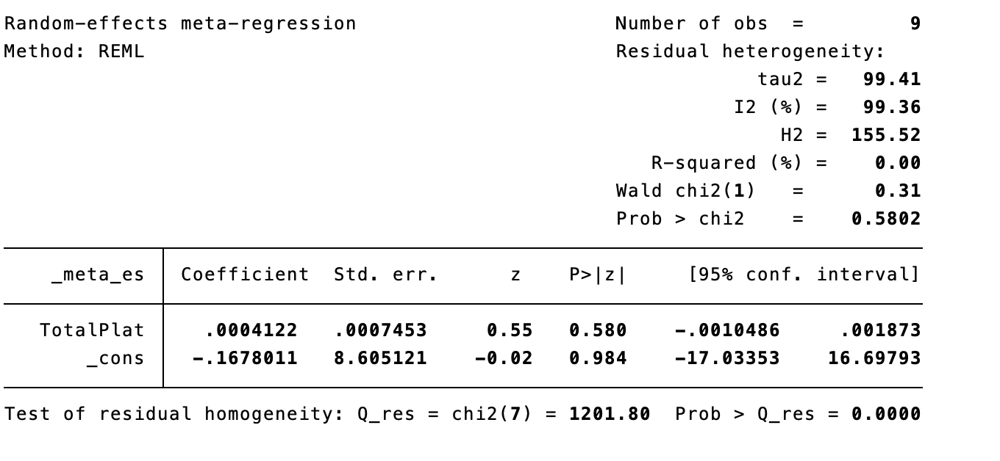 Random-effects meta-regression Number of obs = 9
Method: REML Residual heterogeneity:
tau2 = 99.41
I2 (%) = 99.36
H2 = 155.52
R-squared (%) = 0.00
Wald chi2(1) = 0.31
Prob > chi2 = 0.5802
_meta_es Coefficient Std. err. z P>|z| [95% conf. interval]
TotalPlat .0004122 .0007453 0.55 0.580 -.0010486 .001873
_cons -.1678011 8.605121 -0.02 0.984 -17.03353 16.69793
Test of residual homogeneity: Q_res = chi2(7) = 1201.80 Prob > Q_res = 0.0000